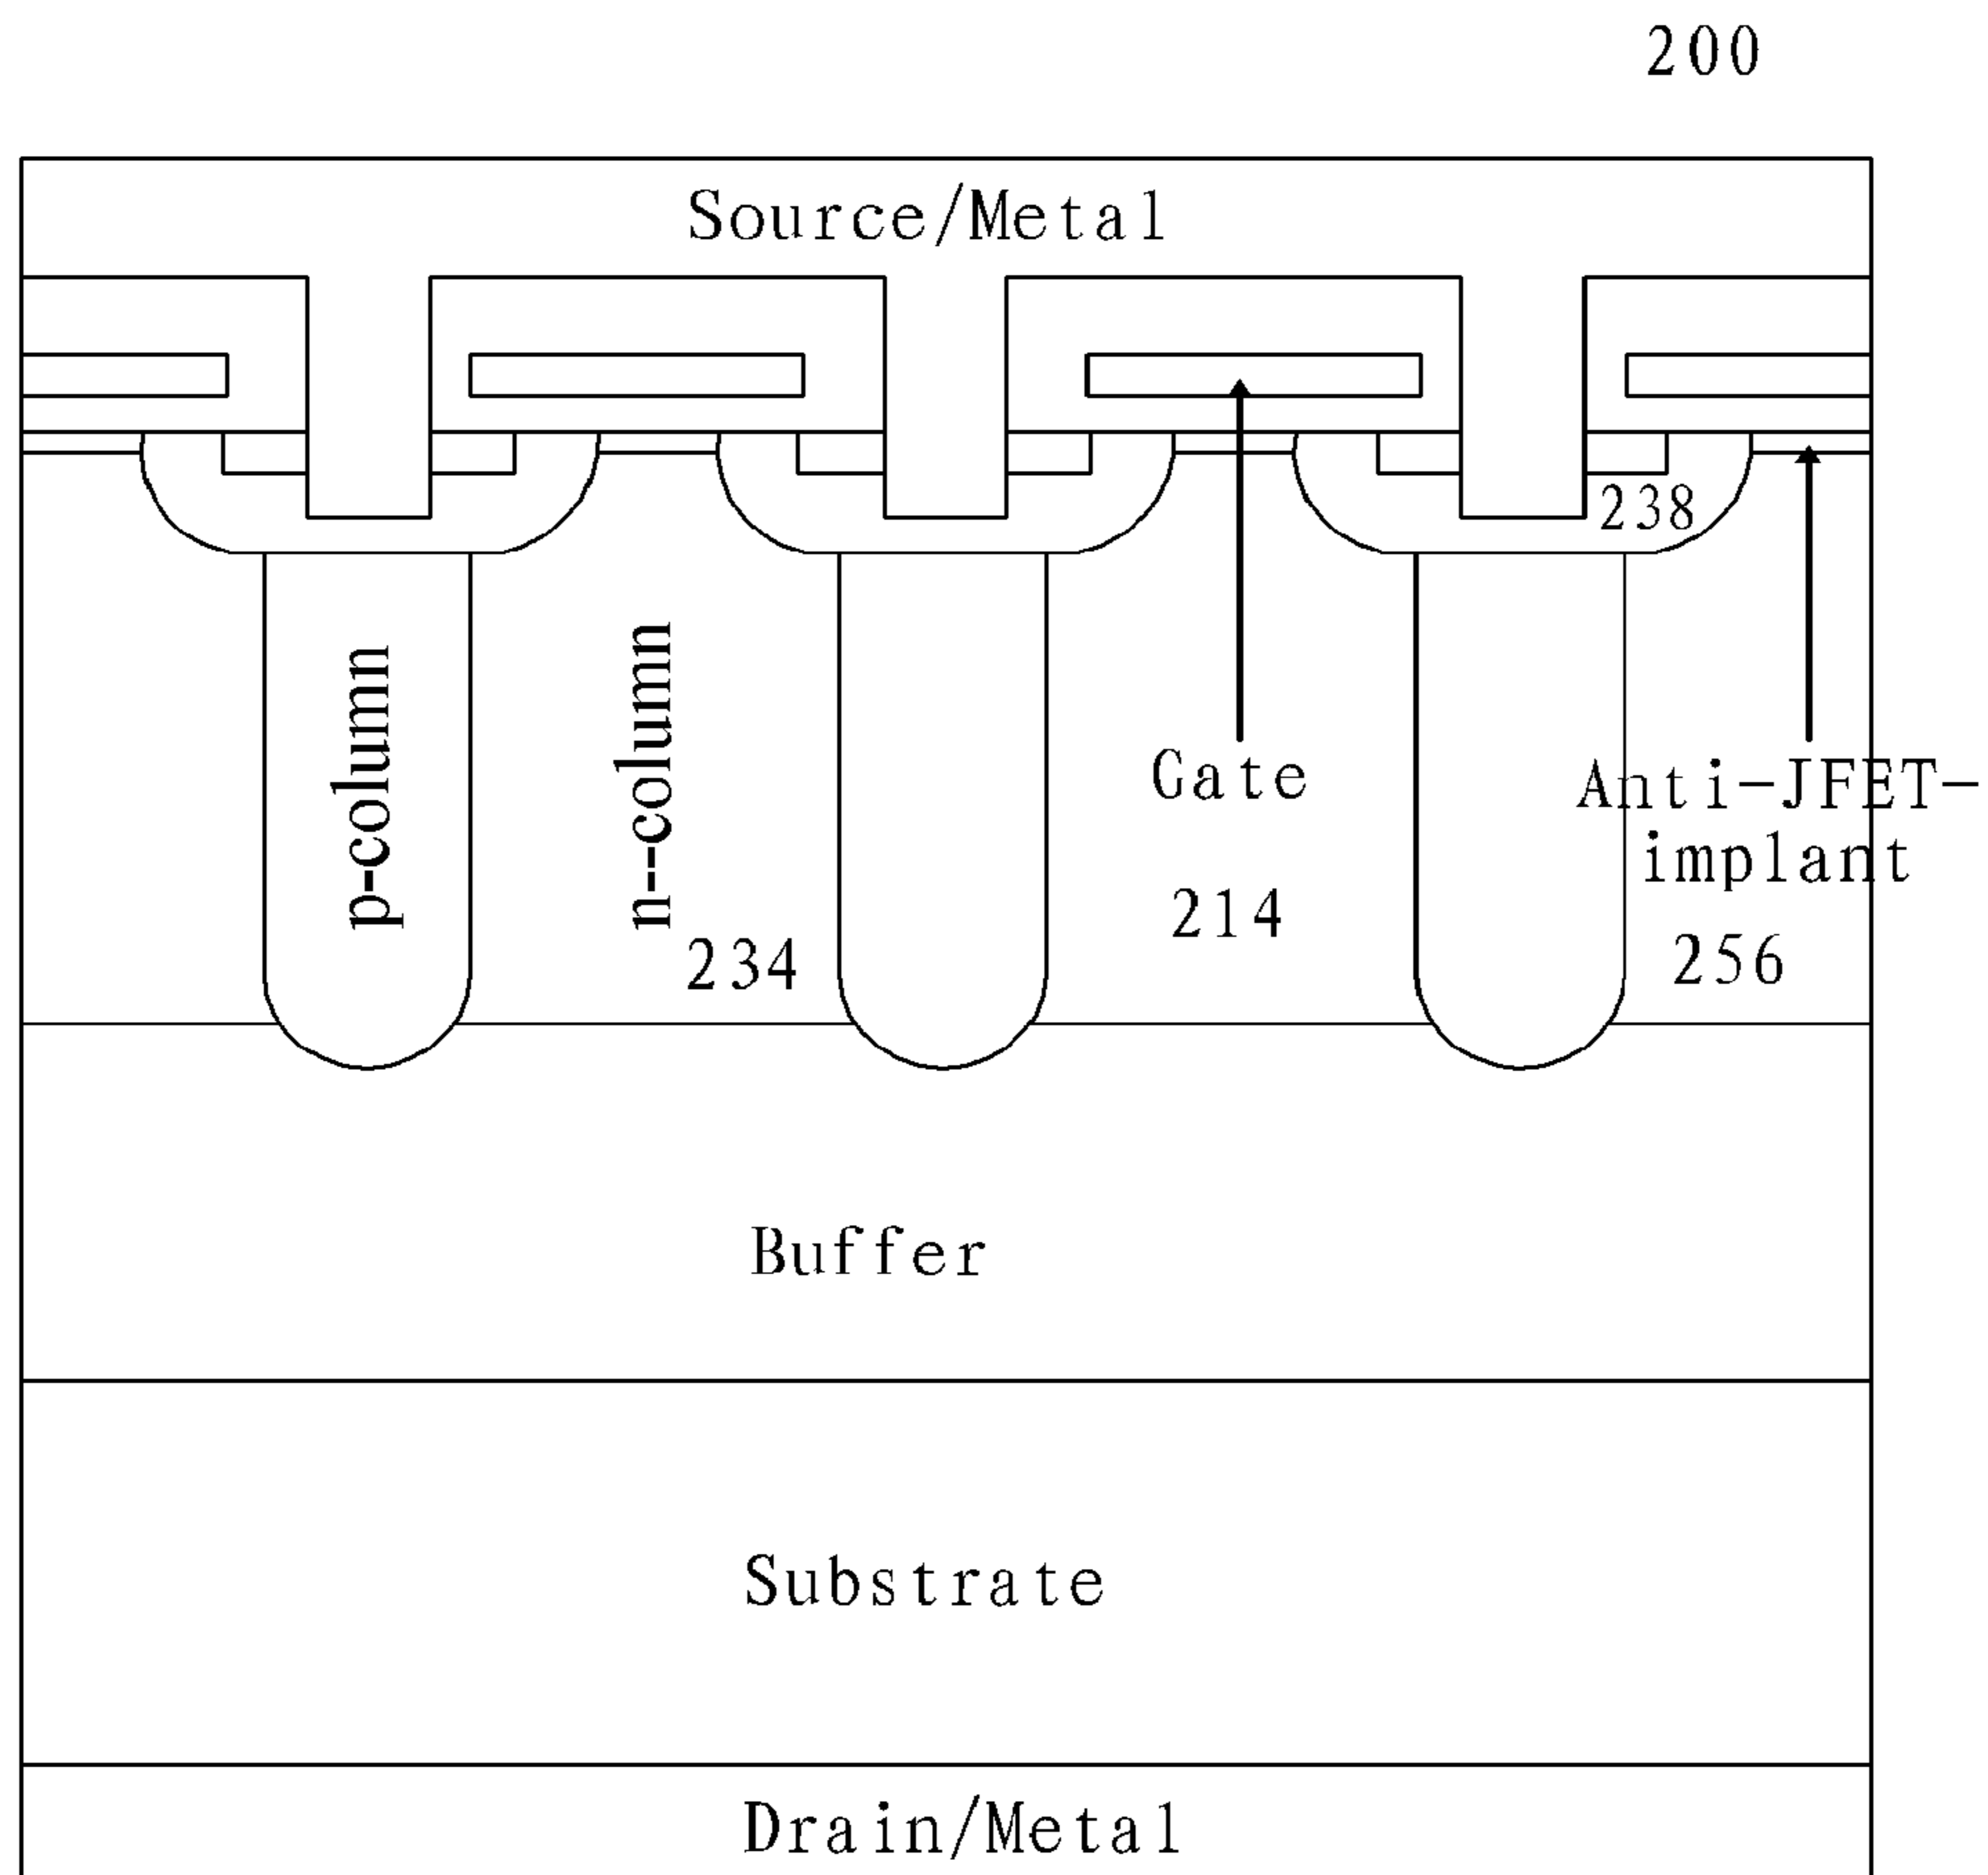 200
Source/Metal
238
p-column
n--column
234
Gate
214
Anti-JFET-
implant
256
Buffer
Substrate
Drain/Metal